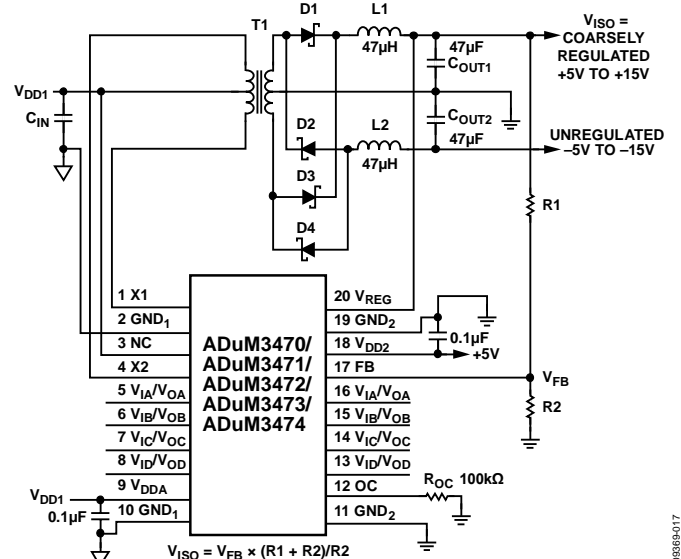 T1
D1
L1
47µH
47µF
COUT1
VISO =
COARSELY
REGULATED
+5V TO +15V
VDD1
CIN
D2
L2
47µH
COUT2
47µF
UNREGULATED
–5V TO –15V
D3
D4
R1
1 X1
2 GND1
3 NC
4 X2
5 VIA/VOA
6 VIB/VOB
7 VIC/VOC
8 VID/VOD
9 VDDA
10 GND1
ADuM3470/
ADuM3471/
ADuM3472/
ADuM3473/
ADuM3474
20 VREG
19 GND2
18 VDD2
17 FB
16 VIA/VOA
15 VIB/VOB
14 VIC/VOC
13 VID/VOD
12 OC
11 GND2
0.1µF
+5V
VFB
R2
ROC 100kΩ
VDD1
0.1µF
VISO = VFB × (R1 + R2)/R2
09369-017